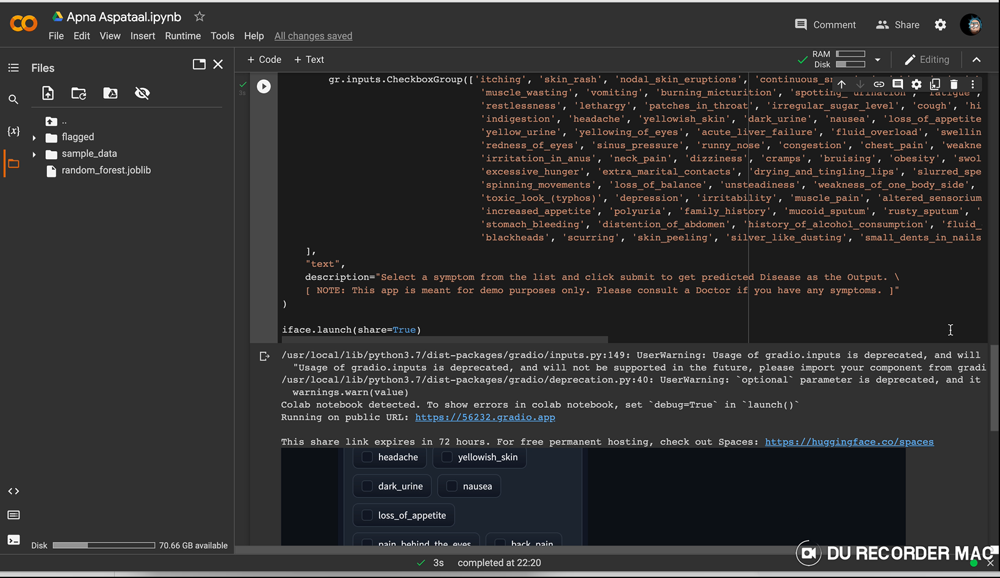 Apna Aspataal.ipynb
Comment
Share
File Edit View Insert Runtime Tools Help All changes saved
Files
+ Code + Text
RAM
Disk
Editing
3s
gr.inputs.CheckboxGroup(['itching', 'skin_rash', 'nodal_skin_eruptions',
'muscle_wasting', 'vomiting', 'burning_micturition',
'restlessness', 'lethargy', 'patches_in_throat', 'irregular_sugar_level', 'cough', 'hi
'indigestion', 'headache', 'yellowish_skin', 'dark_urine', 'nausea', 'loss_of_appetite
'yellow_urine', 'yellowing_of_eyes', 'acute_liver_failure', 'fluid_overload', 'swellin
'redness_of_eyes', 'sinus_pressure', 'runny_nose', 'congestion', 'chest_pain', 'weakne
'irritation_in_anus', 'neck_pain', 'dizziness', 'cramps', 'bruising', 'obesity', 'swol
'excessive_hunger', 'extra_marital_contacts', 'drying_and_tingling_lips', 'slurred_spe
'spinning_movements', 'loss_of_balance', 'unsteadiness', 'weakness_of_one_body_side',
'toxic_look_(typhos)', 'depression', 'irritability', 'muscle_pain', 'altered_sensorium
'increased_appetite', 'polyuria', 'family_history', 'mucoid_sputum', 'rusty_sputum', '
'stomach_bleeding', 'distention_of_abdomen', 'history_of_alcohol_consumption', 'fluid_
'blackheads', 'scurring', 'skin_peeling', 'silver_like_dusting', 'small_dents_in_nails
],
"text",
description="Select a symptom from the list and click submit to get predicted Disease as the Output. \
[ NOTE: This app is meant for demo purposes only. Please consult a Doctor if you have any symptoms. ]"
)
iface.launch(share=True)
..
flagged
sample_data
random_forest.joblib
{x}
/usr/local/lib/python3.7/dist-packages/gradio/inputs.py:149: UserWarning: Usage of gradio.inputs is deprecated, and will
"Usage of gradio.inputs is deprecated, and will not be supported in the future, please import your component from gradi
/usr/local/lib/python3.7/dist-packages/gradio/deprecation.py:40: UserWarning: `optional` parameter is deprecated, and it
warnings.warn(value)
Colab notebook detected. To show errors in colab notebook, set `debug=True` in `launch()`
Running on public URL: https://56232.gradio.app
This share link expires in 72 hours. For free permanent hosting, check out Spaces: https://huggingface.co/spaces
headache yellowish_skin
dark_urine nausea
loss_of_appetite
pain_behind_the_eyes back_pain
Disk 70.66 GB available
3s completed at 22:20
DU RECORDER MAC